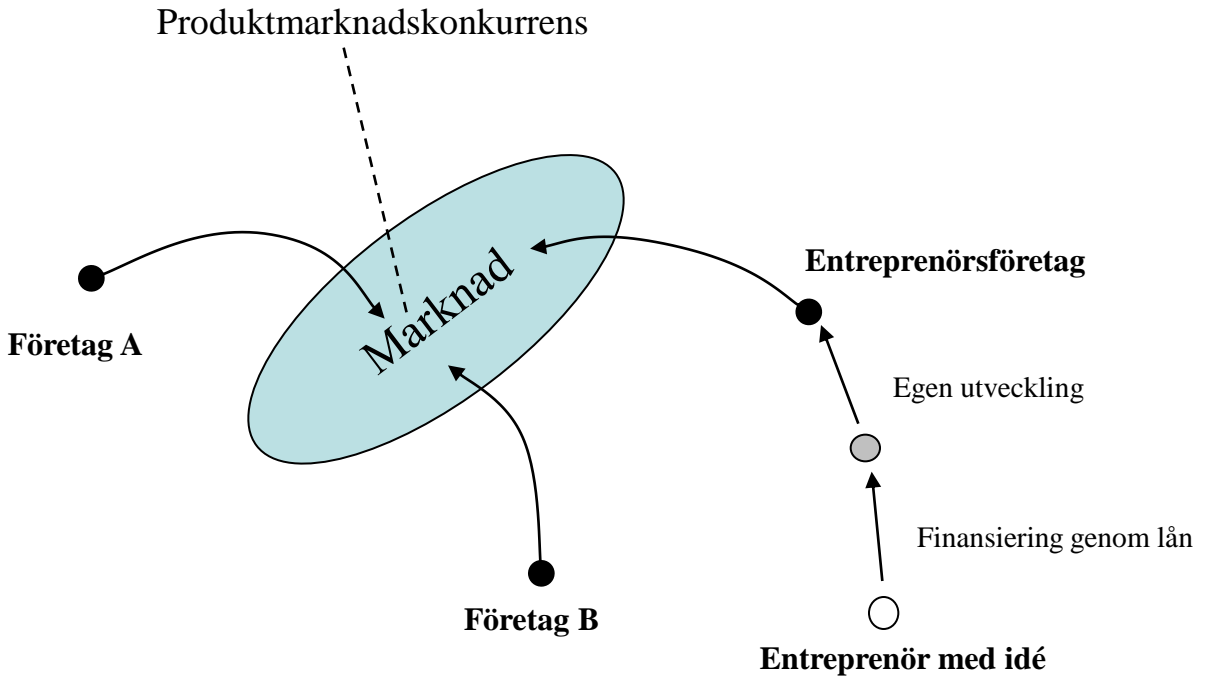 Produktmarknadskonkurrens
Marknad
Entreprenörsföretag
Företag A
Egen utveckling
Finansiering genom lån
Företag B
Entreprenör med idé